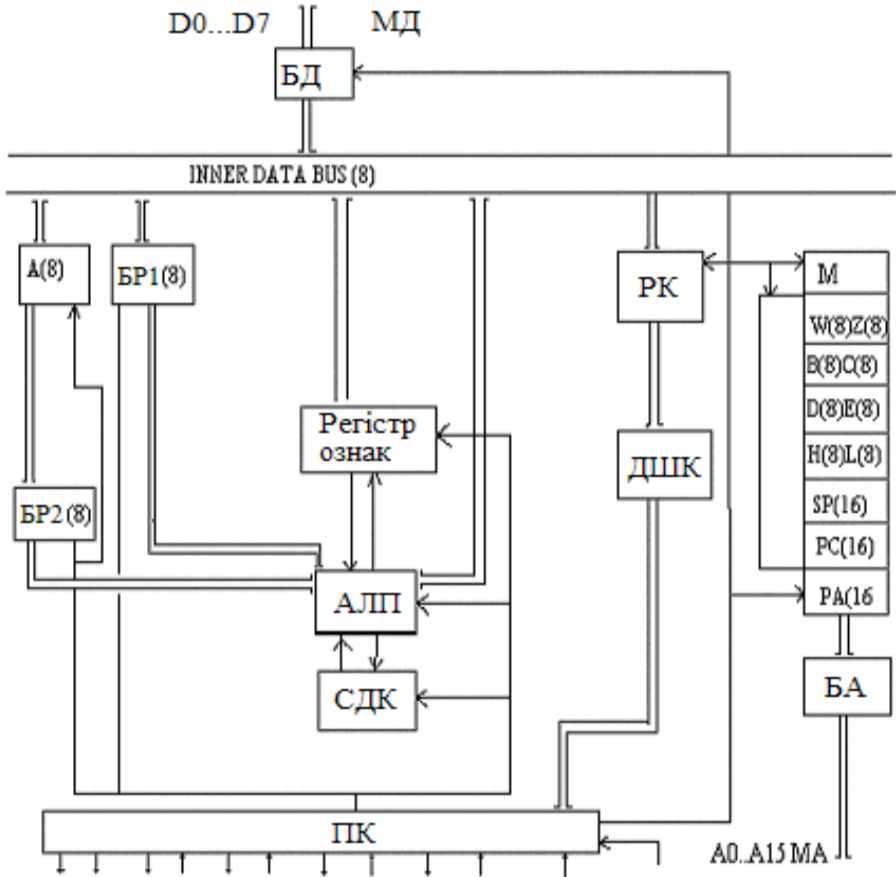 D0...D7 МД
БД
INNER DATA BUS (8)
A(8)
БР1(8)
РК
M
W(8)Z(8)
B(8)C(8)
D(8)E(8)
H(8)L(8)
SP(16)
PC(16)
PA(16
Регістр
ознак
ДШК
БР2 (8)
АЛП
СДК
БА
ПК
A0..A15 MA